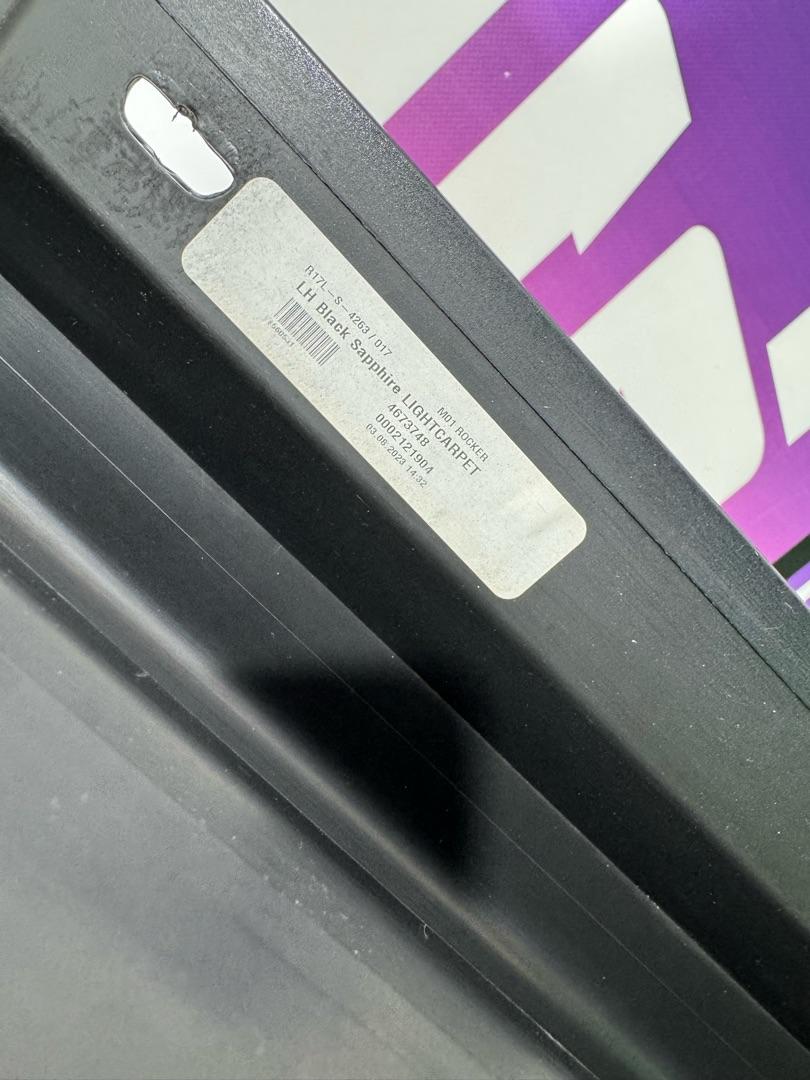 R17L-S-4263 / 017
M01 ROCKER
LH Black Sapphire LIGHTCARPET
4673748
0002121904
03.06.2023 14:32